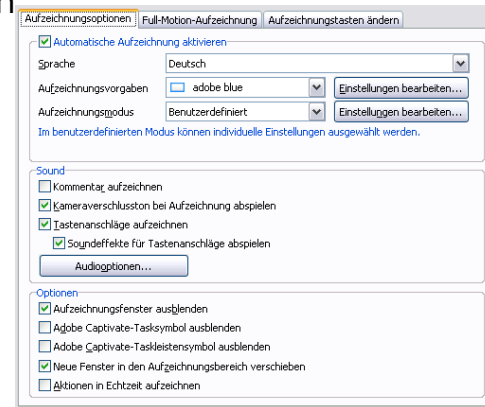 n
Aufzeichnungsoptionen Full-Motion-Aufzeichnung Aufzeichnungstasten ändern
Automatische Aufzeichnung aktivieren
Sprache Deutsch
Aufzeichnungsvorgaben adobe blue Einstellungen bearbeiten...
Aufzeichnungsmodus Benutzerdefiniert Einstellungen bearbeiten...
Im benutzerdefinierten Modus können individuelle Einstellungen ausgewählt werden.
Sound
Kommentar aufzeichnen
Kameraverschlusston bei Aufzeichnung abspielen
Tastenanschläge aufzeichnen
Soundeffekte für Tastenanschläge abspielen
Audiooptionen...
Optionen
Aufzeichnungsfenster ausblenden
Adobe Captivate-Tasksymbol ausblenden
Adobe Captivate-Taskleistensymbol ausblenden
Neue Fenster in den Aufzeichnungsbereich verschieben
Aktionen in Echtzeit aufzeichnen